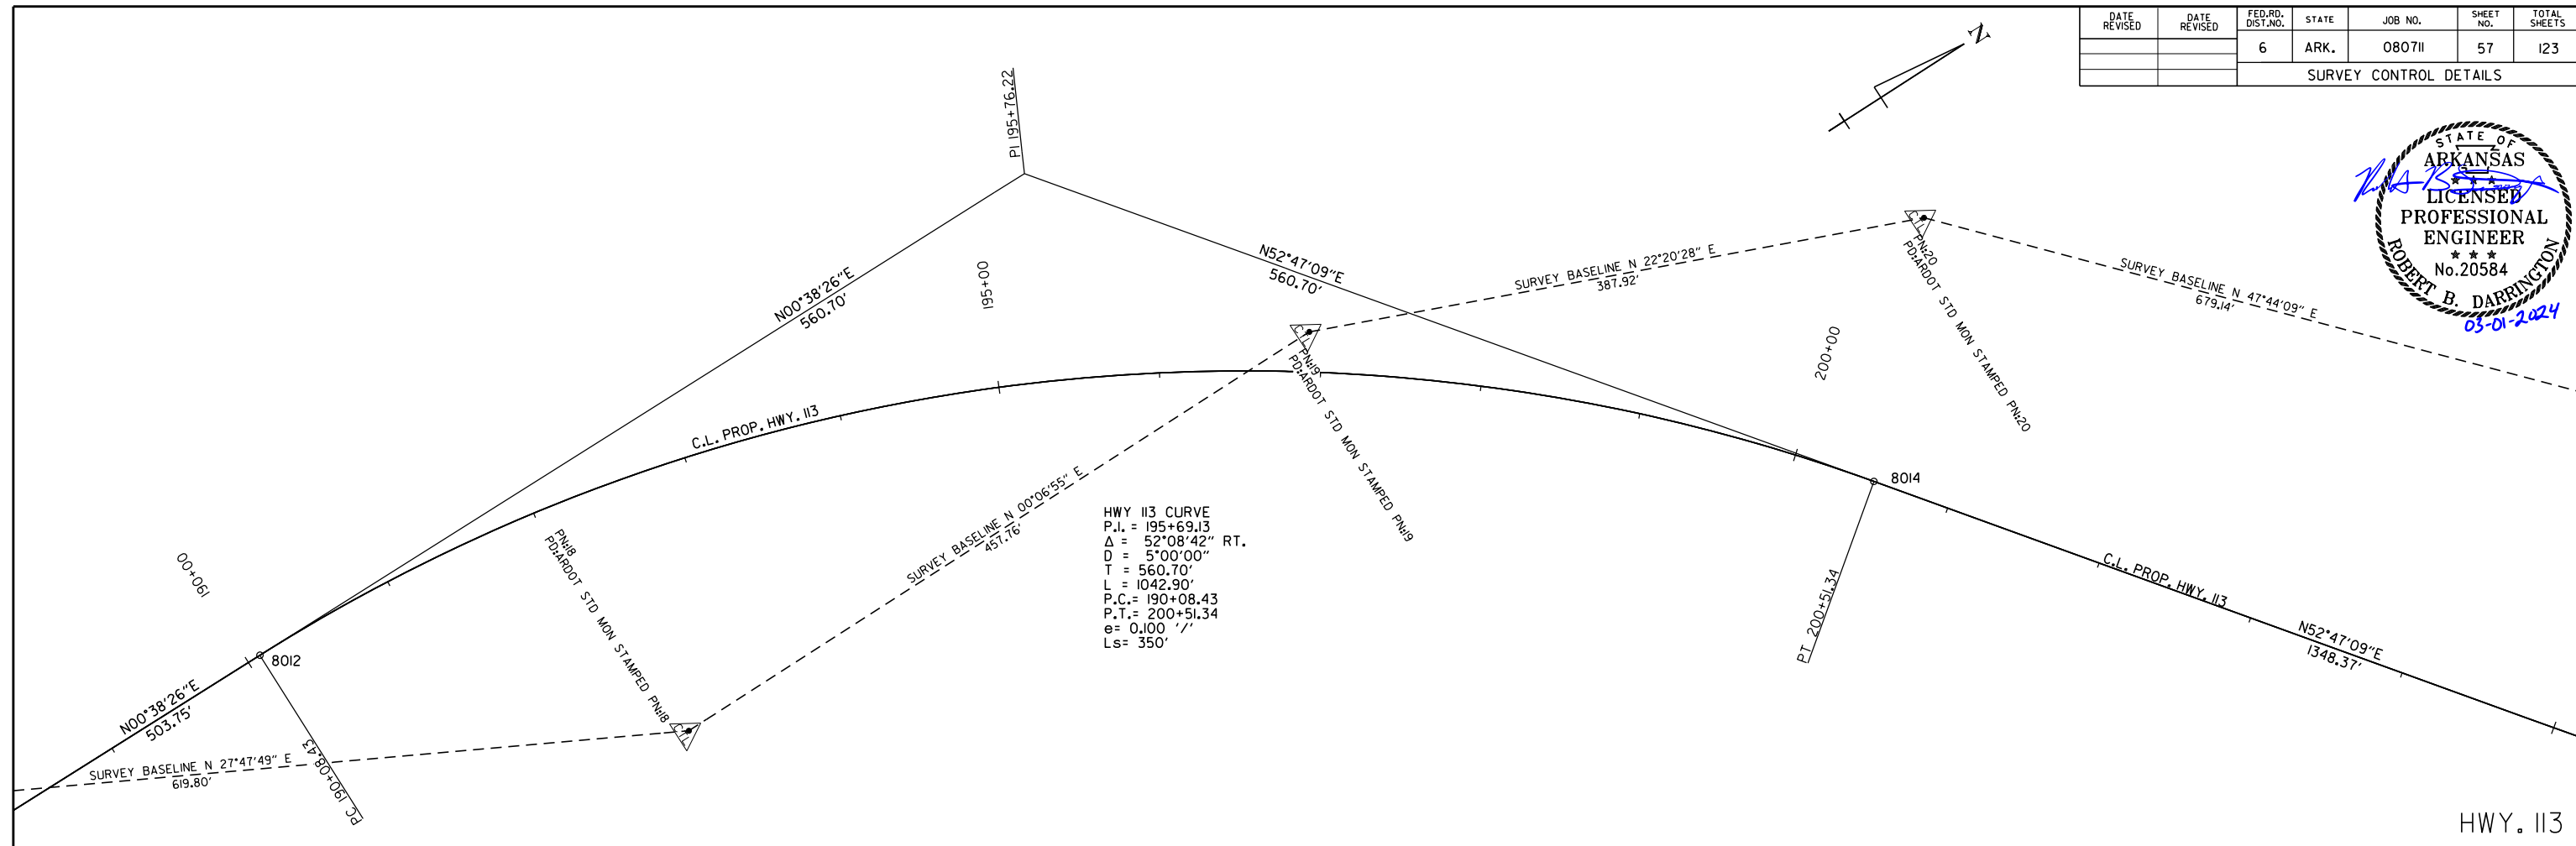 DATE REVISED
DATE REVISED
FED.RD. DIST.NO.
STATE
JOB NO.
SHEET NO.
TOTAL SHEETS
6
ARK.
080711
57
123
SURVEY CONTROL DETAILS
N
STATE OF
ARKANSAS
★ ★ ★
LICENSED
PROFESSIONAL
ENGINEER
★ ★ ★
No.20584
ROBERT B. DARRINGTON
03-01-2024
PI 195+76.22
N00°38'26"E
560.70'
195+00
N52°47'09"E
560.70'
SURVEY BASELINE N 22°20'28" E
387.92'
CTL
PN:20
PD:ARDOT STD MON STAMPED PN:20
SURVEY BASELINE N 47°44'09" E
679.14'
CTL
PN:19
PD:ARDOT STD MON STAMPED PN:19
200+00
C.L. PROP. HWY. 113
SURVEY BASELINE N 00°06'55" E
457.76'
8014
HWY 113 CURVE
P.I. = 195+69.13
Δ = 52°08'42" RT.
D = 5°00'00"
T = 560.70'
L = 1042.90'
P.C.= 190+08.43
P.T.= 200+51.34
e= 0.100 '/'
Ls= 350'
190+00
PN:18
PD:ARDOT STD MON STAMPED PN:18
CTL
8012
PT 200+51.34
C.L. PROP. HWY. 113
N52°47'09"E
1348.37'
N00°38'26"E
503.75'
PC 190+08.43
SURVEY BASELINE N 27°47'49" E
619.80'
HWY. 113